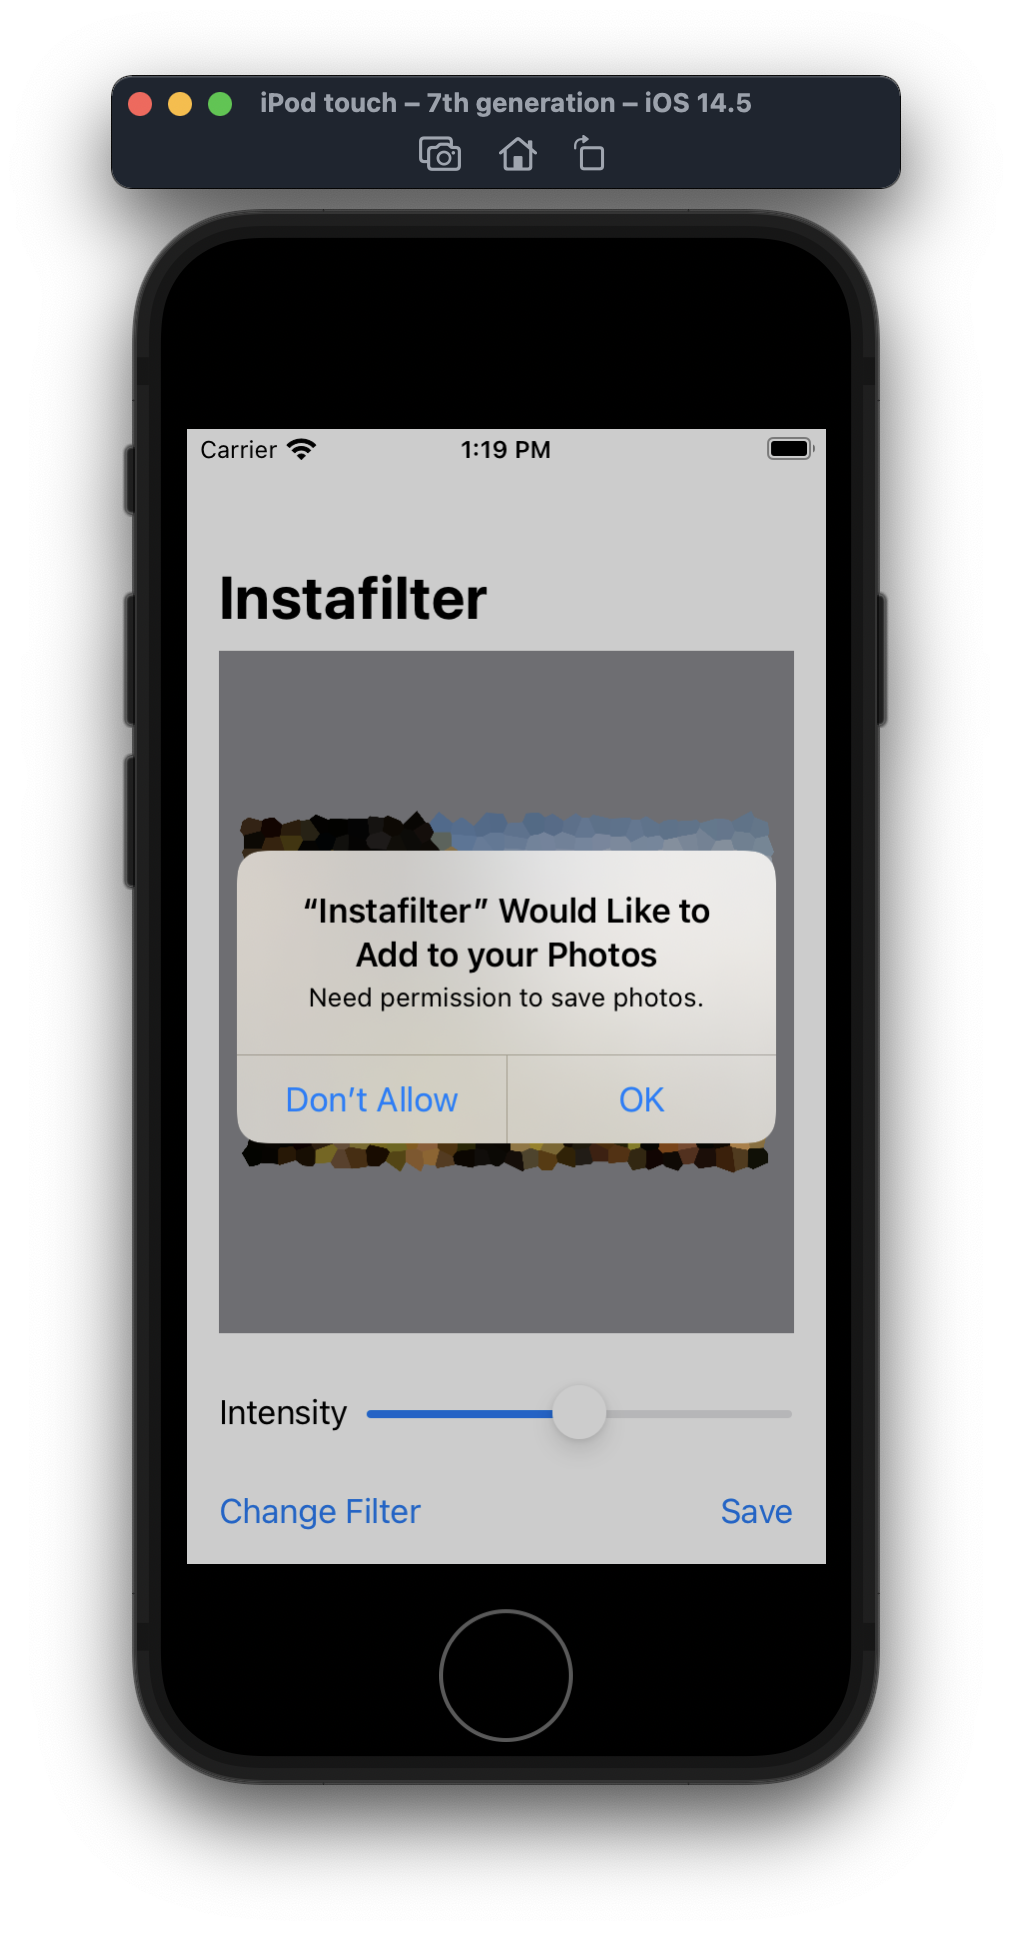 iPod touch – 7th generation – iOS 14.5
Carrier 1:19 PM
Instafilter
“Instafilter” Would Like to
Add to your Photos
Need permission to save photos.
Don’t Allow OK
Intensity
Change Filter Save